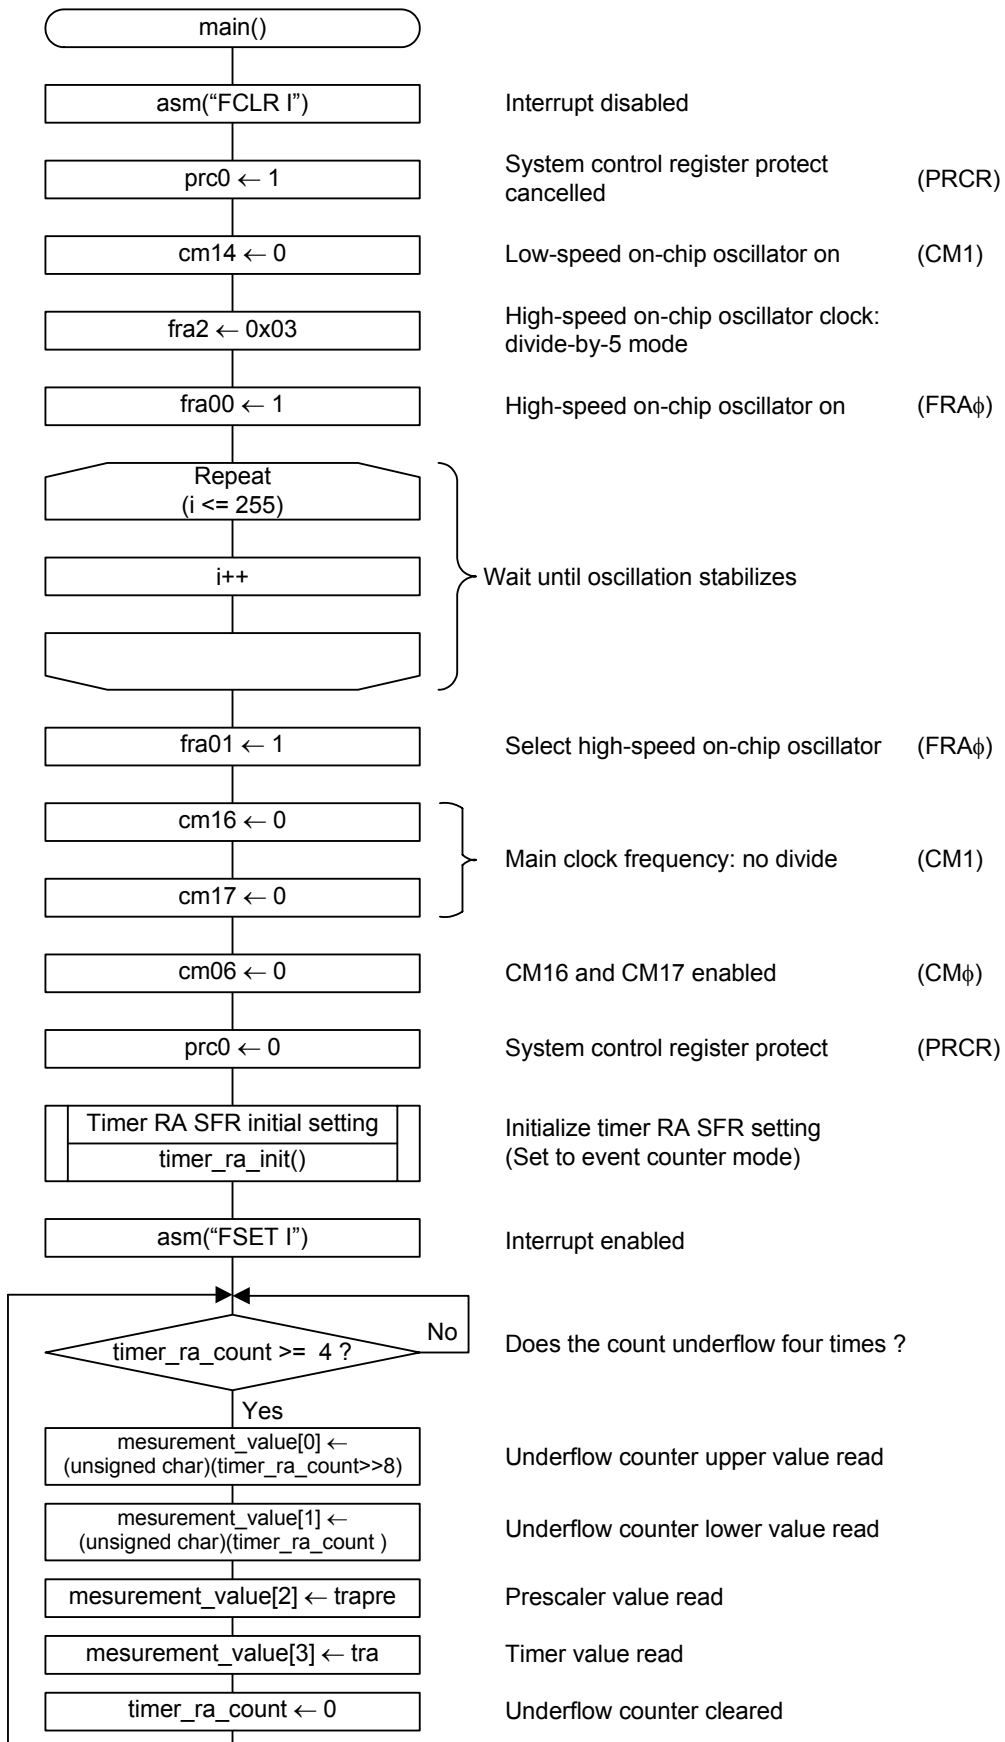 main()
asm(“FCLR I”)
Interrupt disabled
prc0 ← 1
System control register protect
cancelled
(PRCR)
cm14 ← 0
Low-speed on-chip oscillator on
(CM1)
fra2 ← 0x03
High-speed on-chip oscillator clock:
divide-by-5 mode
fra00 ← 1
High-speed on-chip oscillator on
(FRAϕ)
Repeat
(i <= 255)
i++
Wait until oscillation stabilizes
fra01 ← 1
Select high-speed on-chip oscillator
(FRAϕ)
cm16 ← 0
Main clock frequency: no divide
(CM1)
cm17 ← 0
cm06 ← 0
CM16 and CM17 enabled
(CMϕ)
prc0 ← 0
System control register protect
(PRCR)
Timer RA SFR initial setting
timer_ra_init()
Initialize timer RA SFR setting
(Set to event counter mode)
asm(“FSET I”)
Interrupt enabled
No
timer_ra_count >= 4 ?
Does the count underflow four times ?
Yes
mesurement_value[0] ←
(unsigned char)(timer_ra_count>>8)
Underflow counter upper value read
mesurement_value[1] ←
(unsigned char)(timer_ra_count )
Underflow counter lower value read
mesurement_value[2] ← trapre
Prescaler value read
mesurement_value[3] ← tra
Timer value read
timer_ra_count ← 0
Underflow counter cleared